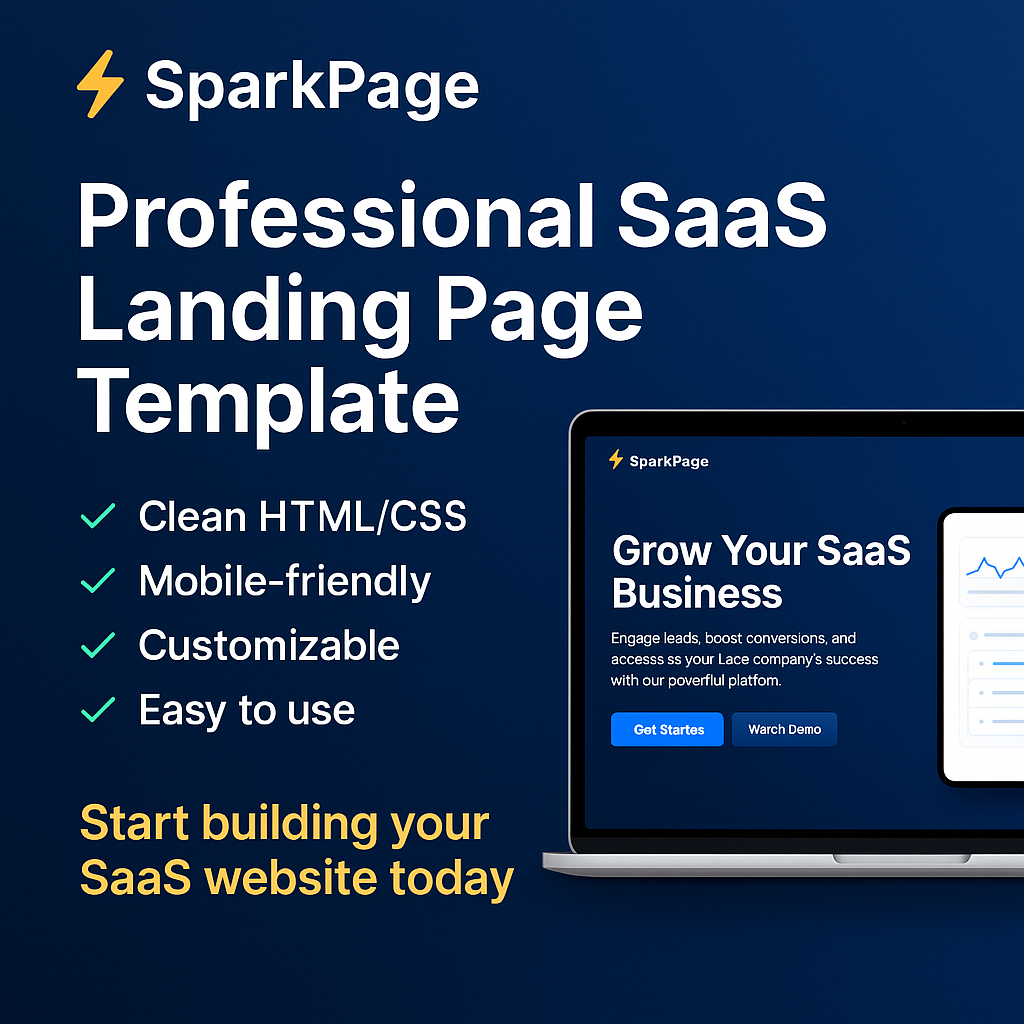 SparkPage
Professional SaaS
Landing Page
Template
Clean HTML/CSS
Mobile-friendly
Customizable
Easy to use
Start building your
SaaS website today
SparkPage
Grow Your SaaS
Business
Engage leads, boost conversions, and
accesss ss your Lace company's success
with our poverflul platfom.
Get Startes
Warch Demo